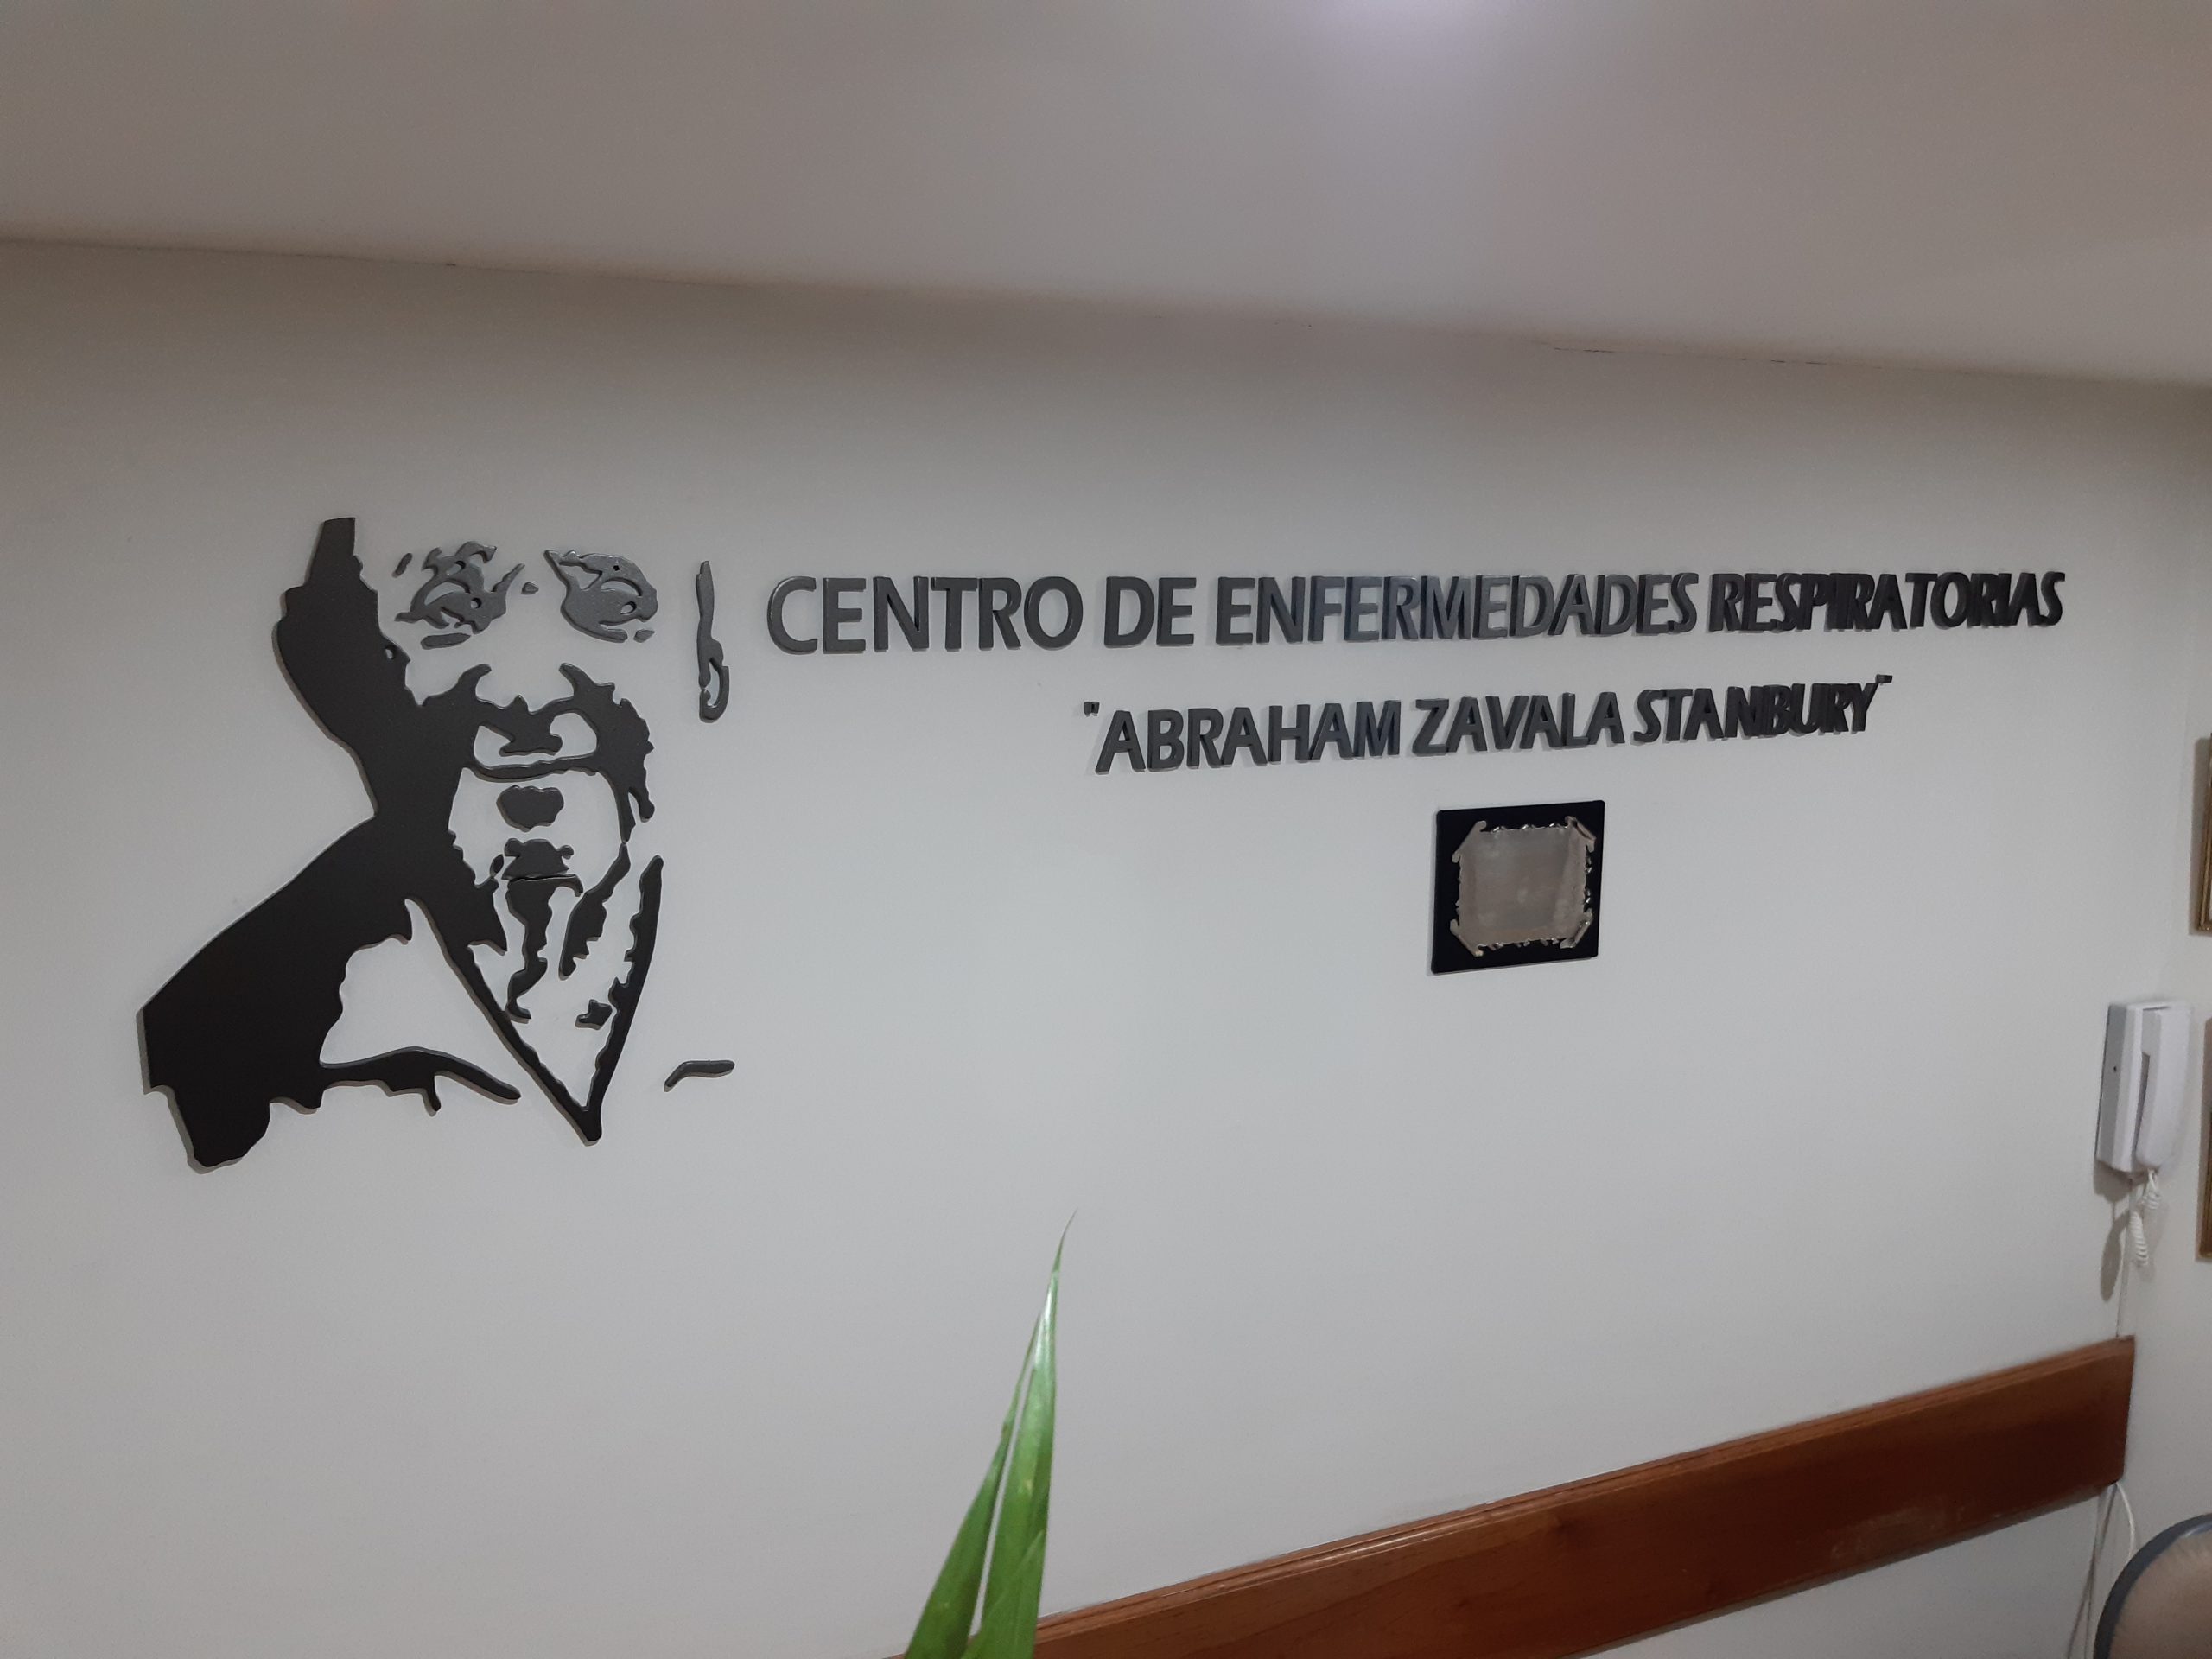 CENTRO DE ENFERMEDADES RESPIRATORIAS
"ABRAHAM ZAVALA STANBURY"